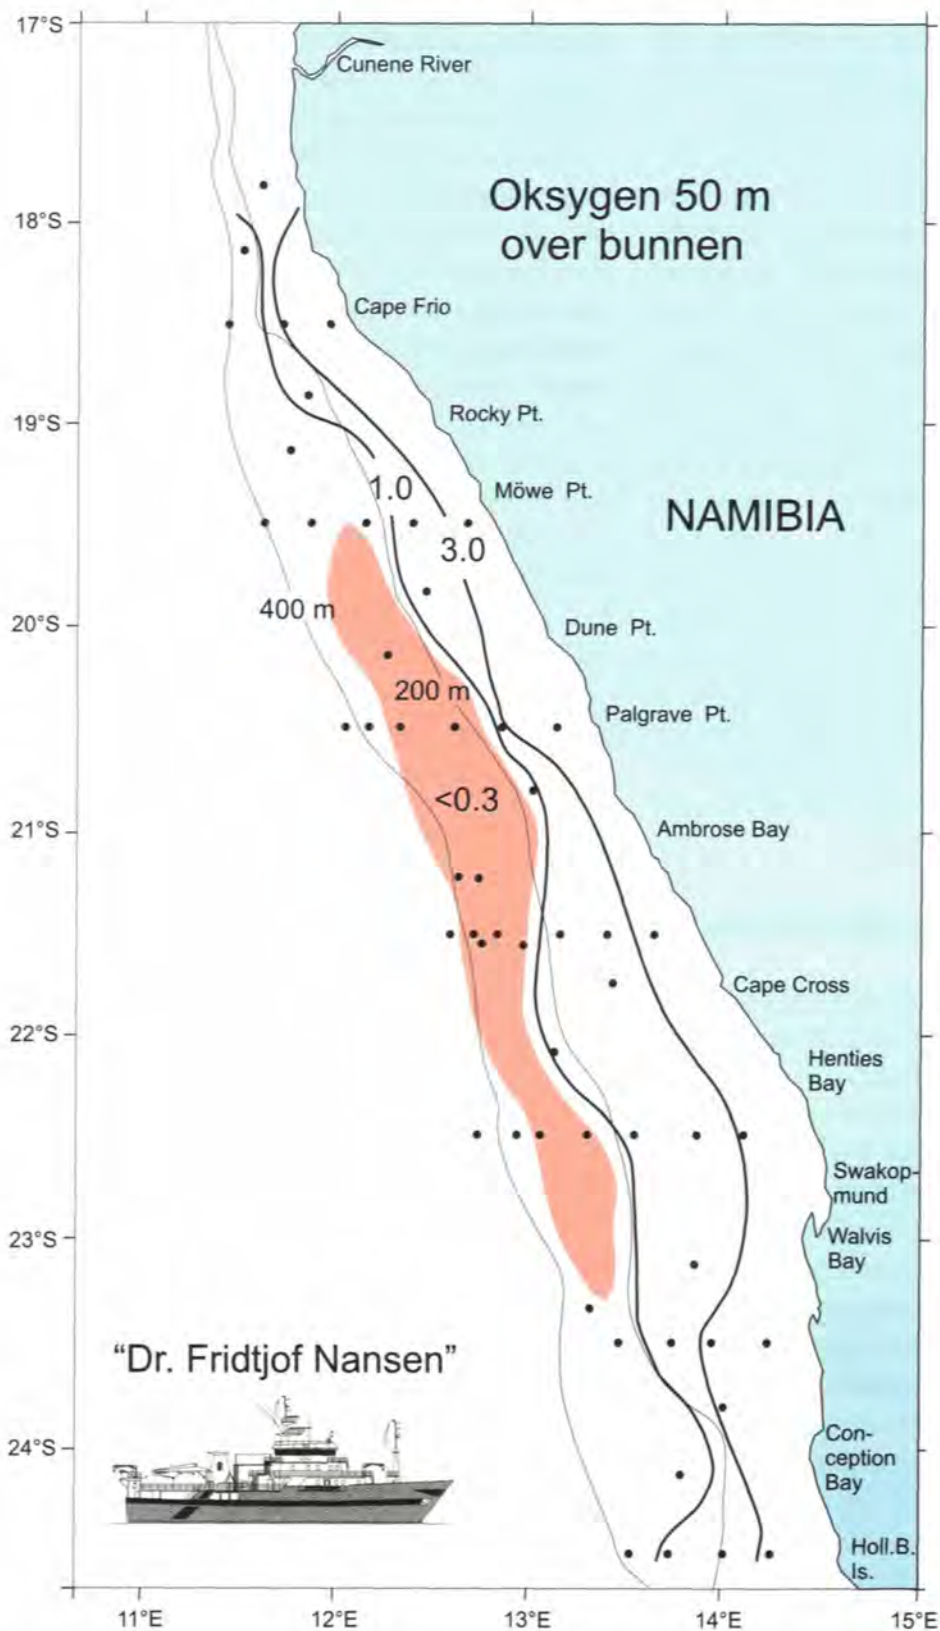 17°S
Cunene River
Oksygen 50 m
over bunnen
18°S
Cape Frio
19°S
Rocky Pt.
1.0
Möwe Pt.
NAMIBIA
3.0
400 m
20°S
Dune Pt.
200 m
Palgrave Pt.
<0.3
21°S
Ambrose Bay
Cape Cross
22°S
Henties
Bay
Swakop-
mund
23°S
Walvis
Bay
“Dr. Fridtjof Nansen”
24°S
Con-
ception
Bay
Holl.B.
Is.
11°E
12°E
13°E
14°E
15°E